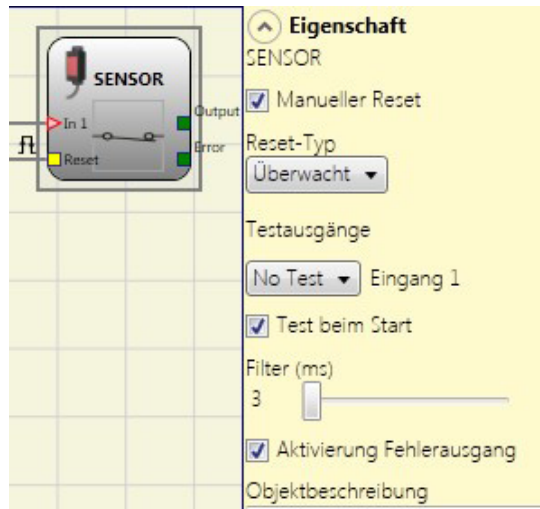 SENSOR
In 1
Reset
Output
Error
Eigenschaft
SENSOR
Manueller Reset
Reset-Typ
Überwacht
Testausgänge
No Test Eingang 1
Test beim Start
Filter (ms)
3
Aktivierung Fehlerausgang
Objektbeschreibung